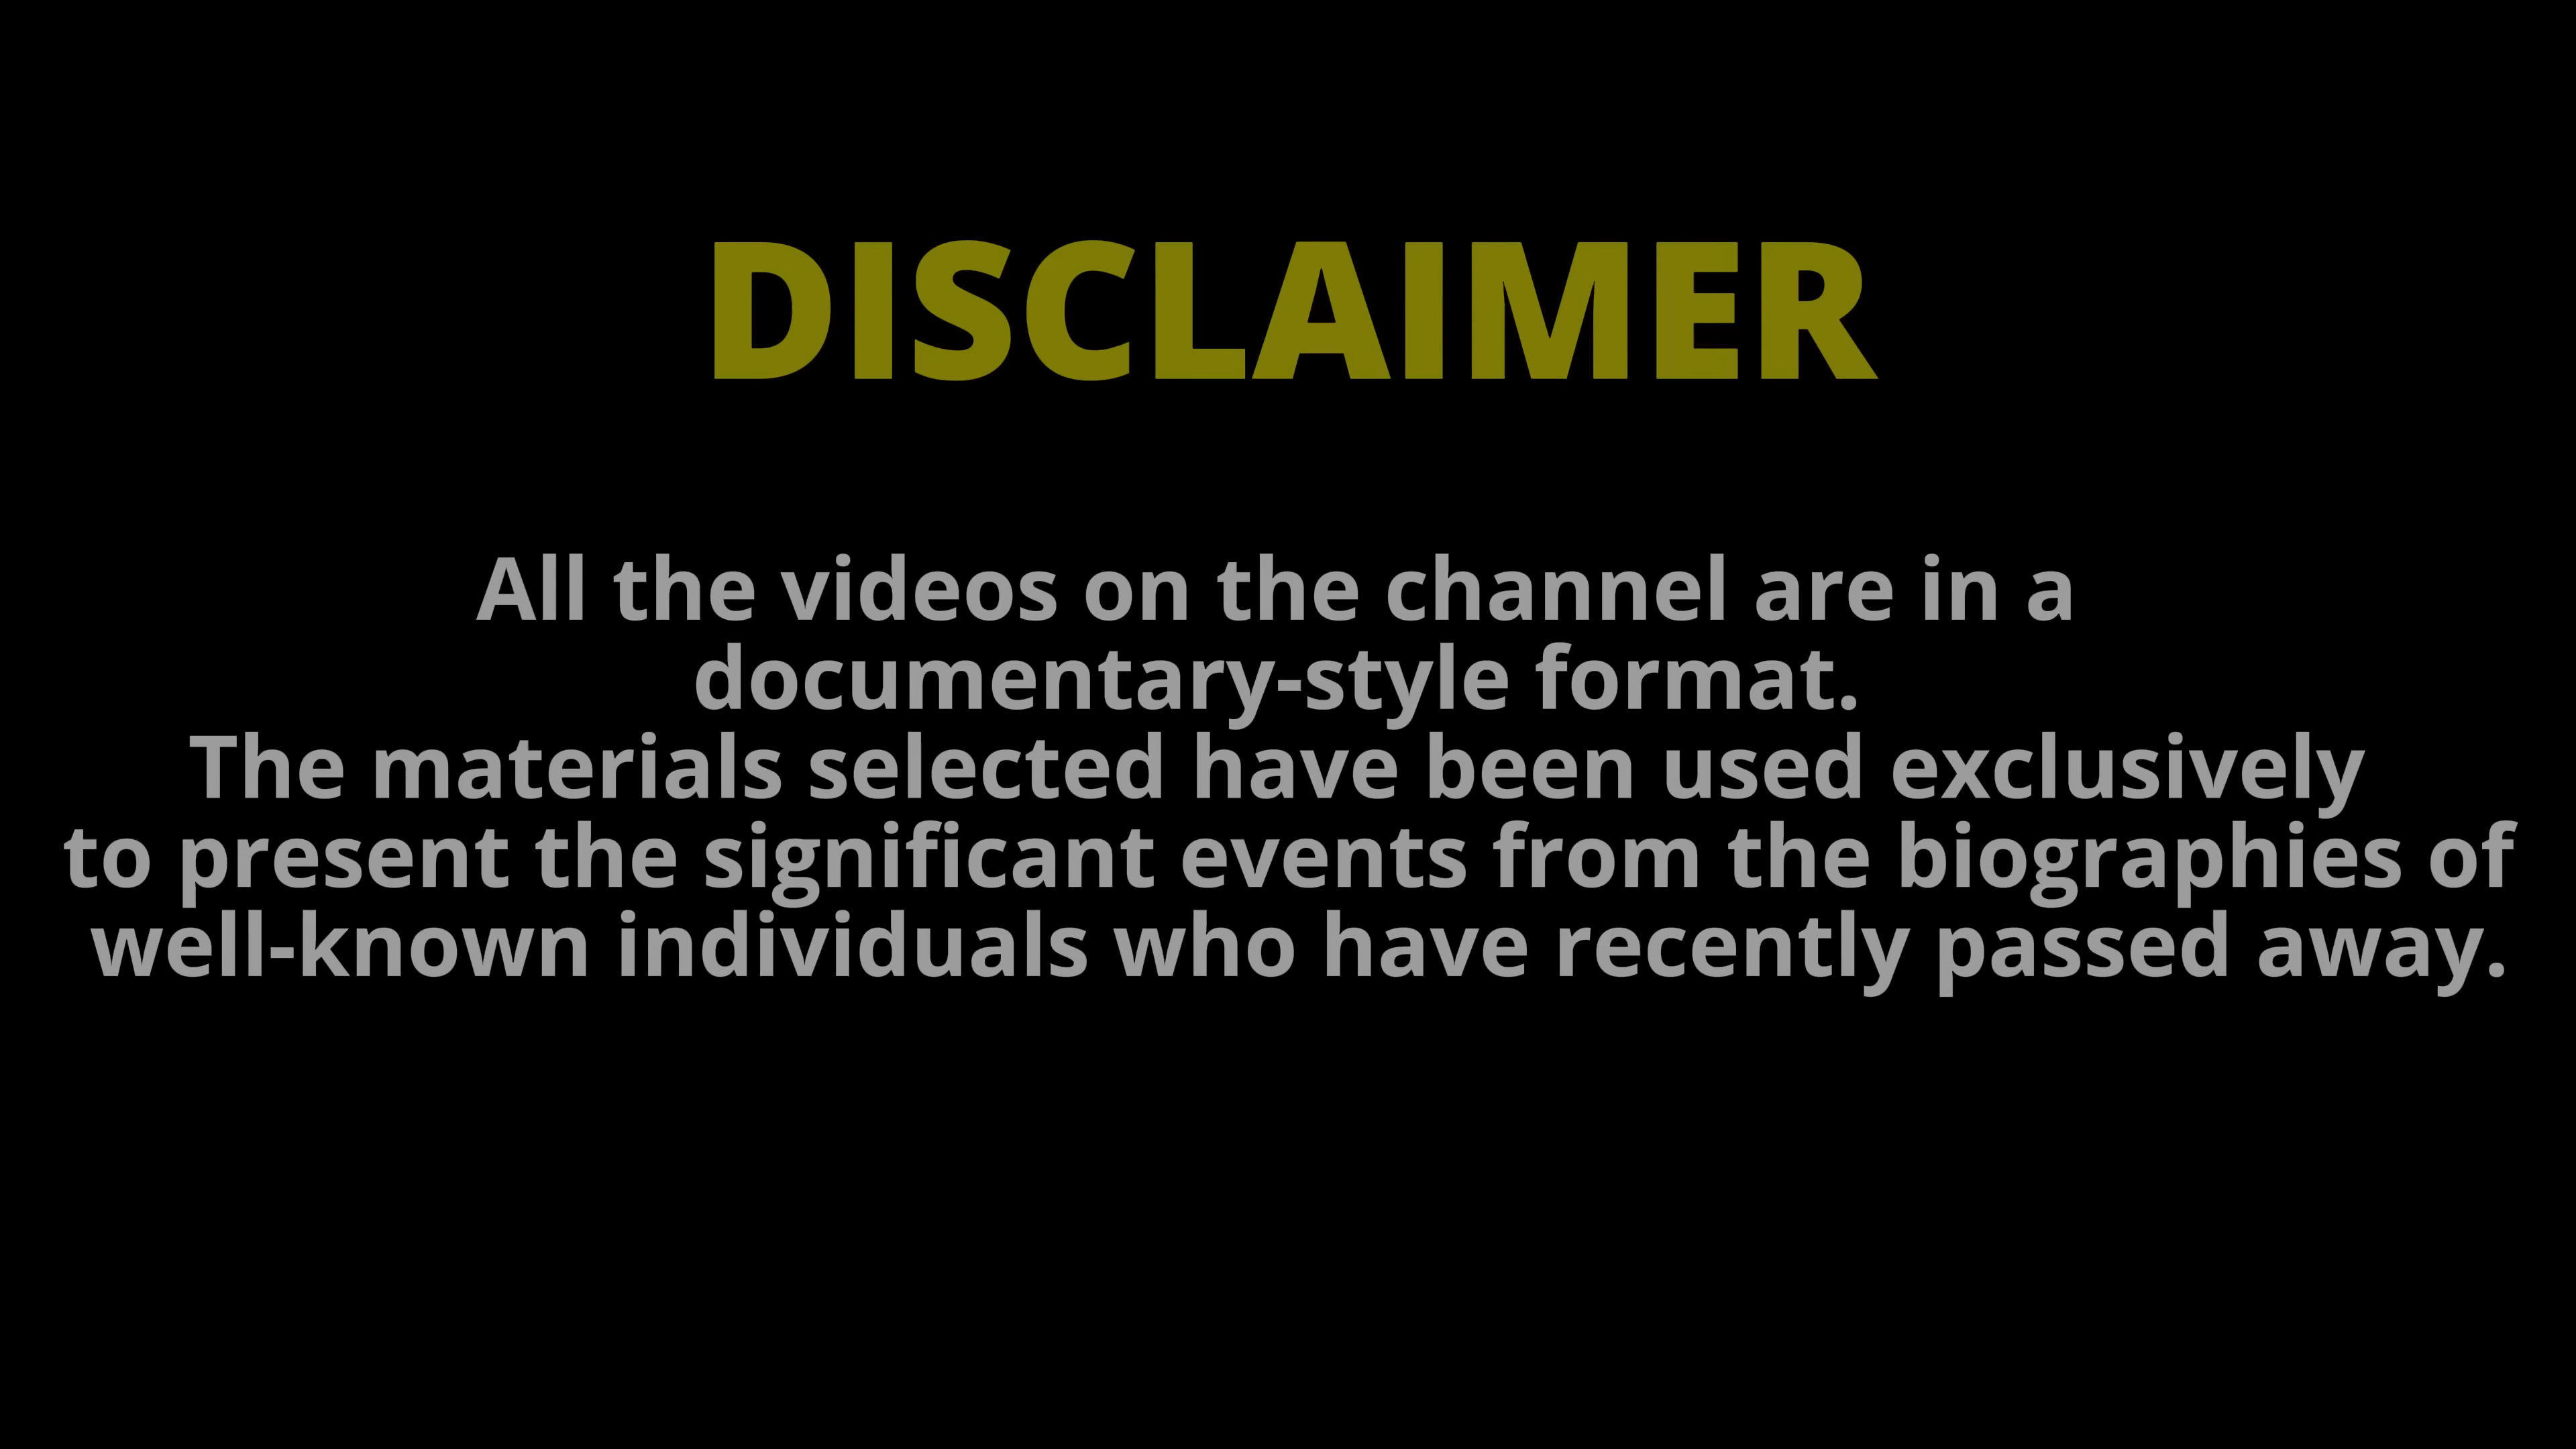 DISCLAIMER
All the videos on the channel are in a
documentary-style format.
The materials selected have been used exclusively
to present the significant events from the biographies of
well-known individuals who have recently passed away.